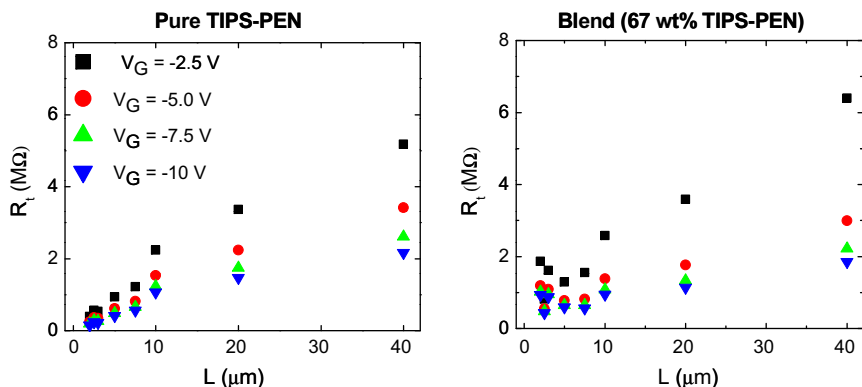 Pure TIPS-PEN
Blend (67 wt% TIPS-PEN)
8
6
4
2
0
R_t (MΩ)
V_G = -2.5 V
V_G = -5.0 V
V_G = -7.5 V
V_G = -10 V
0 10 20 30 40
L (μm)
8
6
4
2
0
R_t (MΩ)
0 10 20 30 40
L (μm)